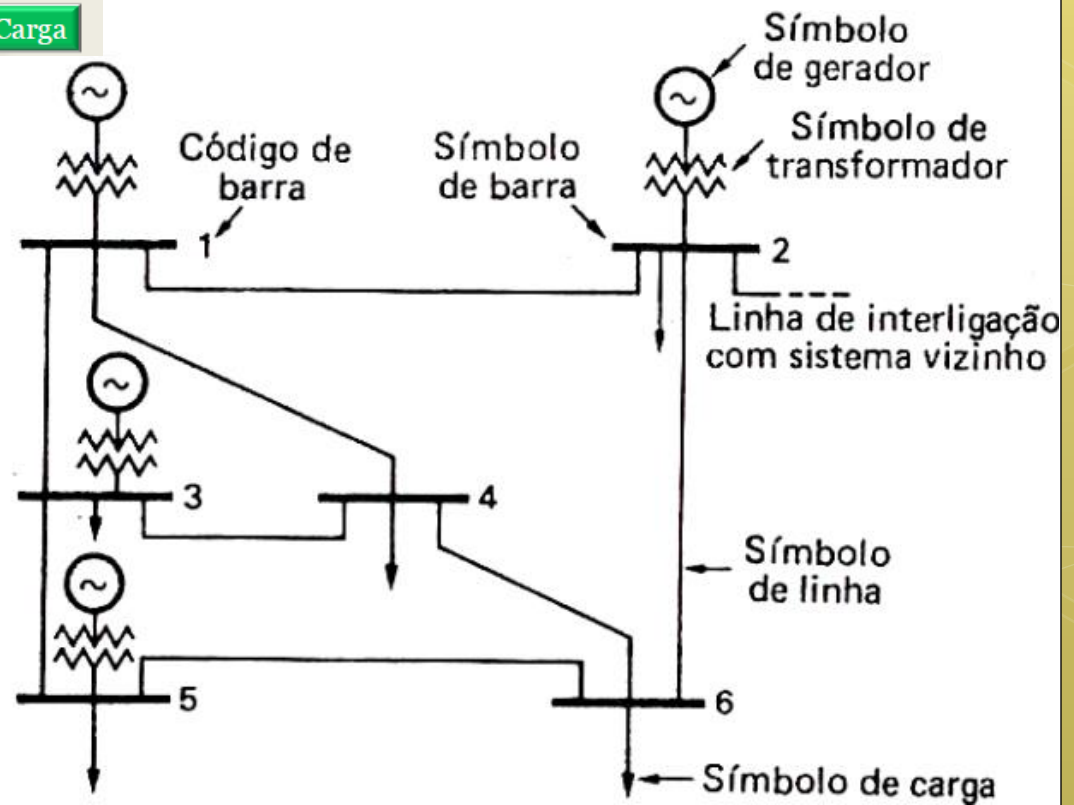 Carga
Símbolo
de gerador
Símbolo de
transformador
Código de
barra
Símbolo
de barra
1
2
Linha de interligação
com sistema vizinho
3
4
Símbolo
de linha
5
6
Símbolo de carga